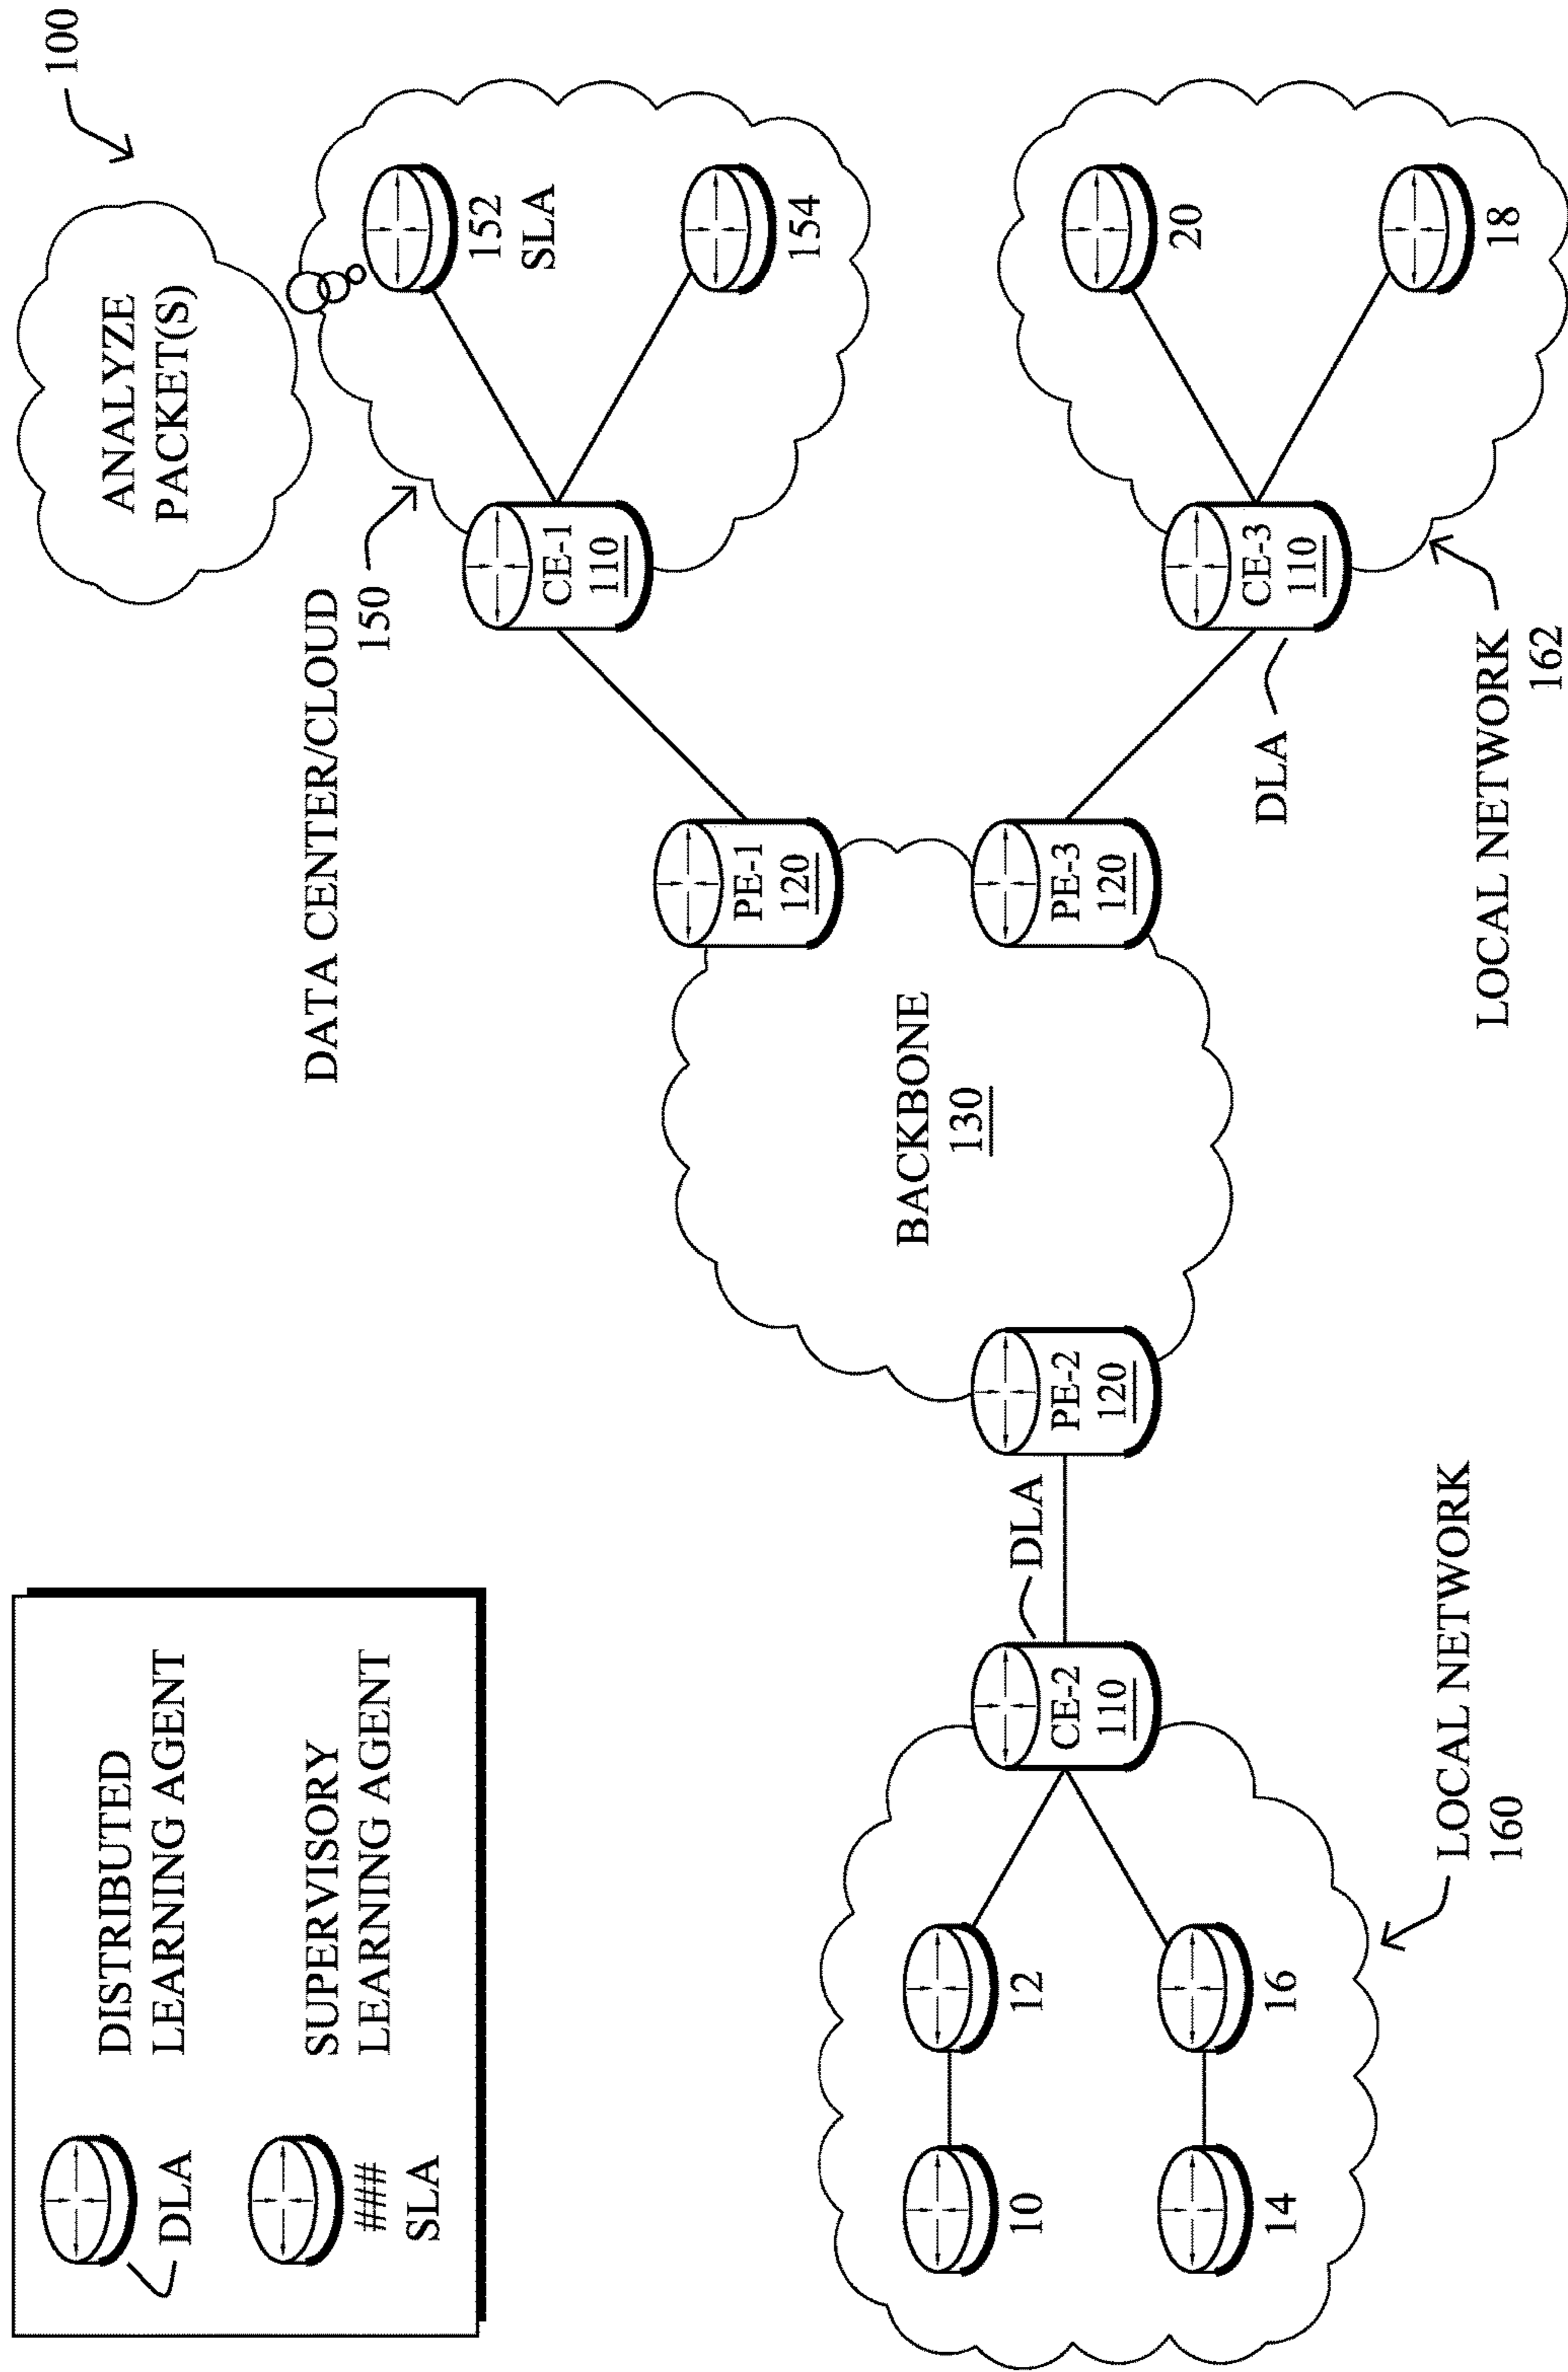 DLA
DISTRIBUTED
LEARNING AGENT
###
SLA
SUPERVISORY
LEARNING AGENT
100
ANALYZE
PACKET(S)
DATA CENTER/CLOUD
150
152
SLA
154
CE-1
110
PE-1
120
BACKBONE
130
PE-2
120
PE-3
120
DLA
CE-2
110
10
12
14
16
LOCAL NETWORK
160
CE-3
110
DLA
20
18
LOCAL NETWORK
162